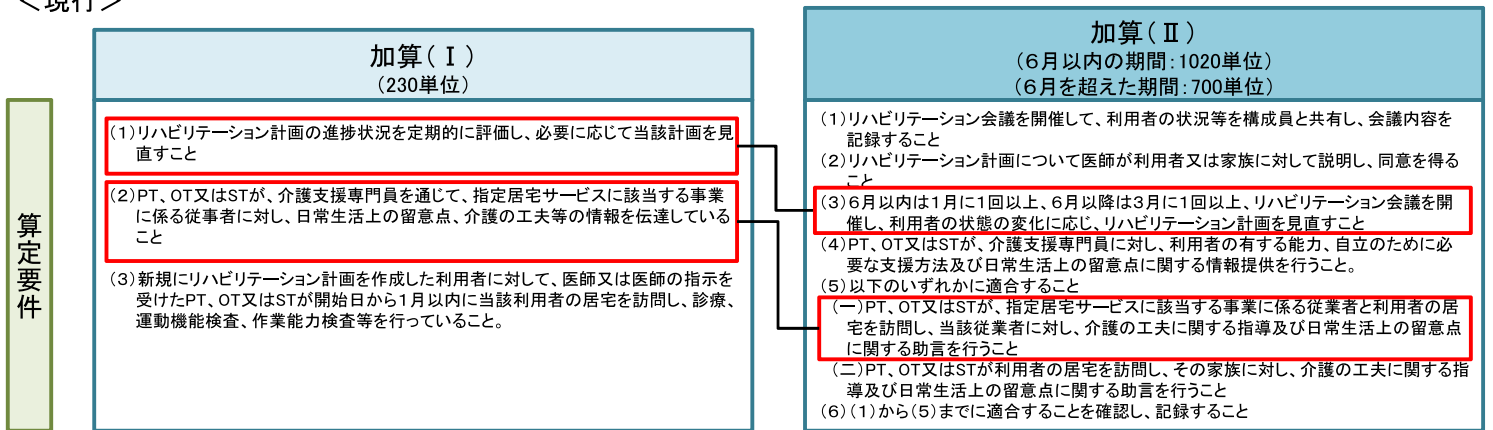 ＜現行＞
加算(Ⅰ)
(230単位)
加算(Ⅱ)
(6月以内の期間:1020単位)
(6月を超えた期間:700単位)
算定要件
(1)リハビリテーション計画の進捗状況を定期的に評価し、必要に応じて当該計画を見
直すこと
(2)PT、OT又はSTが、介護支援専門員を通じて、指定居宅サービスに該当する事業
に係る従事者に対し、日常生活上の留意点、介護の工夫等の情報を伝達している
こと
(3)新規にリハビリテーション計画を作成した利用者に対して、医師又は医師の指示を
受けたPT、OT又はSTが開始日から1月以内に当該利用者の居宅を訪問し、診療、
運動機能検査、作業能力検査等を行っていること。
(1)リハビリテーション会議を開催して、利用者の状況等を構成員と共有し、会議内容を
記録すること
(2)リハビリテーション計画について医師が利用者又は家族に対して説明し、同意を得る
こと
(3)6月以内は1月に1回以上、6月以降は3月に1回以上、リハビリテーション会議を開
催し、利用者の状態の変化に応じ、リハビリテーション計画を見直すこと
(4)PT、OT又はSTが、介護支援専門員に対し、利用者の有する能力、自立のために必
要な支援方法及び日常生活上の留意点に関する情報提供を行うこと。
(5)以下のいずれかに適合すること
(一)PT、OT又はSTが、指定居宅サービスに該当する事業に係る従業者と利用者の居
宅を訪問し、当該従業者に対し、介護の工夫に関する指導及び日常生活上の留意点
に関する助言を行うこと
(二)PT、OT又はSTが利用者の居宅を訪問し、その家族に対し、介護の工夫に関する指
導及び日常生活上の留意点に関する助言を行うこと
(6)(1)から(5)までに適合することを確認し、記録すること